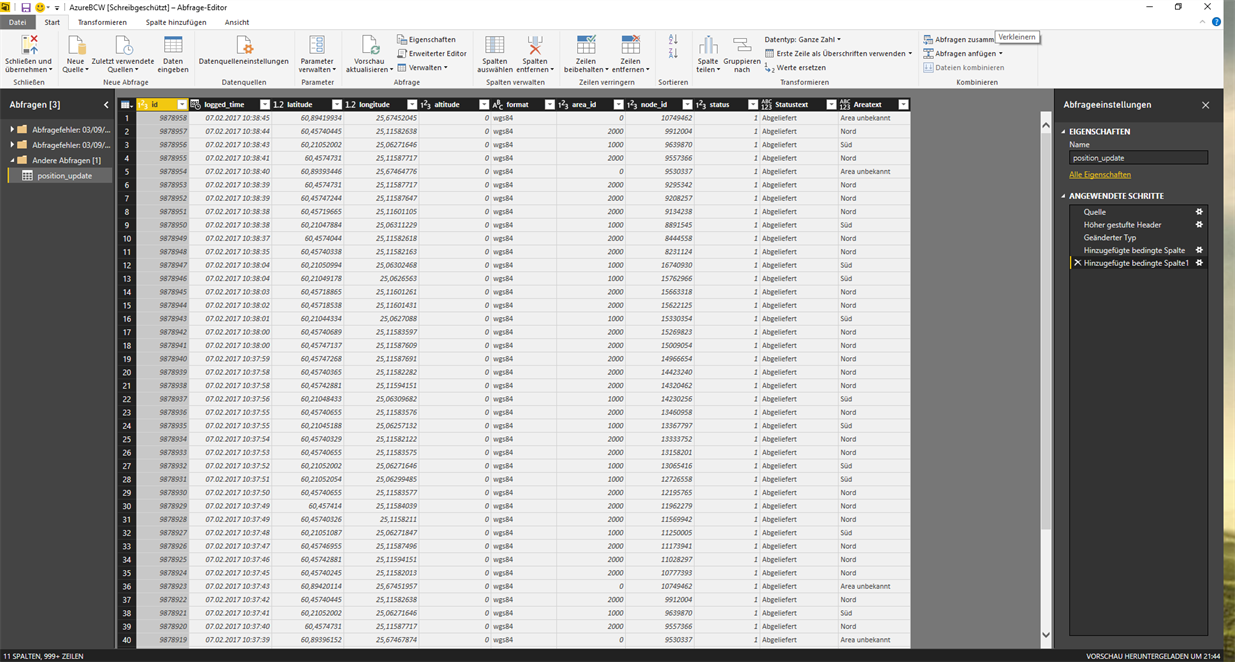 AzureBCW [Schreibgeschützt] – Abfrage-Editor
Datei Start Transformieren Spalte hinzufügen Ansicht
Verkleinern
Schließen und übernehmen
Schließen
Neue Quelle
Zuletzt verwendete Quellen
Daten eingeben
Neue Abfrage
Datenquelleneinstellungen
Datenquellen
Parameter verwalten
Parameter
Vorschau aktualisieren
Eigenschaften
Erweiterter Editor
Verwalten
Abfrage
Spalten auswählen
Spalten entfernen
Spalten verwalten
Zeilen beibehalten
Zeilen entfernen
Zeilen verringern
Sortieren
Spalte teilen
Gruppieren nach
Datentyp: Ganze Zahl
Erste Zeile als Überschriften verwenden
Werte ersetzen
Transformieren
Abfragen zusamm
Abfragen anfügen
Dateien kombinieren
Kombinieren
Abfragen [3]
Abfragefehler: 03/09/...
Abfragefehler: 03/09/...
Andere Abfragen [1]
position_update
id logged_time latitude longitude altitude format area_id node_id status Statustext Areatext
1 9878958 07.02.2017 10:38:45 60,89419934 25,67452045 0 wgs84 0 10749462 1 Abgeliefert Area unbekannt
2 9878957 07.02.2017 10:38:44 60,45740445 25,11582638 0 wgs84 2000 9912004 1 Abgeliefert Nord
3 9878956 07.02.2017 10:38:43 60,21052002 25,06271646 0 wgs84 1000 9639870 1 Abgeliefert Süd
4 9878955 07.02.2017 10:38:41 60,4574731 25,11587717 0 wgs84 2000 9557366 1 Abgeliefert Nord
5 9878954 07.02.2017 10:38:40 60,89393446 25,67464776 0 wgs84 0 9530337 1 Abgeliefert Area unbekannt
6 9878953 07.02.2017 10:38:39 60,4574731 25,11587717 0 wgs84 2000 9295342 1 Abgeliefert Nord
7 9878952 07.02.2017 10:38:39 60,45747244 25,11587647 0 wgs84 2000 9208257 1 Abgeliefert Nord
8 9878951 07.02.2017 10:38:38 60,45719665 25,11601105 0 wgs84 2000 9134238 1 Abgeliefert Nord
9 9878950 07.02.2017 10:38:38 60,21047884 25,06311229 0 wgs84 1000 8891545 1 Abgeliefert Süd
10 9878949 07.02.2017 10:38:37 60,4574044 25,11582618 0 wgs84 2000 8444558 1 Abgeliefert Nord
11 9878948 07.02.2017 10:38:35 60,45740338 25,11582163 0 wgs84 2000 8231124 1 Abgeliefert Nord
12 9878947 07.02.2017 10:38:04 60,21050994 25,06302468 0 wgs84 1000 16740930 1 Abgeliefert Süd
13 9878946 07.02.2017 10:38:04 60,21049178 25,0626563 0 wgs84 1000 15762966 1 Abgeliefert Süd
14 9878945 07.02.2017 10:38:03 60,45718865 25,11601261 0 wgs84 2000 15663318 1 Abgeliefert Nord
15 9878944 07.02.2017 10:38:02 60,45718538 25,11601431 0 wgs84 2000 15622125 1 Abgeliefert Nord
16 9878943 07.02.2017 10:38:01 60,21044334 25,0627088 0 wgs84 1000 15330354 1 Abgeliefert Süd
17 9878942 07.02.2017 10:38:00 60,45740689 25,11583597 0 wgs84 2000 15269823 1 Abgeliefert Nord
18 9878941 07.02.2017 10:38:00 60,45747137 25,11587609 0 wgs84 2000 15009054 1 Abgeliefert Nord
19 9878940 07.02.2017 10:37:59 60,45747268 25,11587691 0 wgs84 2000 14966654 1 Abgeliefert Nord
20 9878939 07.02.2017 10:37:58 60,45740365 25,11582282 0 wgs84 2000 14423240 1 Abgeliefert Nord
21 9878938 07.02.2017 10:37:58 60,45742881 25,11594151 0 wgs84 2000 14320462 1 Abgeliefert Nord
22 9878937 07.02.2017 10:37:56 60,21048433 25,06309682 0 wgs84 1000 14230256 1 Abgeliefert Süd
23 9878936 07.02.2017 10:37:55 60,45740655 25,11583576 0 wgs84 2000 13460958 1 Abgeliefert Nord
24 9878935 07.02.2017 10:37:55 60,21045188 25,06257132 0 wgs84 1000 13367797 1 Abgeliefert Süd
25 9878934 07.02.2017 10:37:54 60,45740329 25,11582122 0 wgs84 2000 13333752 1 Abgeliefert Nord
26 9878933 07.02.2017 10:37:53 60,45740655 25,11583575 0 wgs84 2000 13158201 1 Abgeliefert Nord
27 9878932 07.02.2017 10:37:52 60,21052002 25,06271646 0 wgs84 1000 13065416 1 Abgeliefert Süd
28 9878931 07.02.2017 10:37:51 60,21052054 25,06299485 0 wgs84 1000 12726558 1 Abgeliefert Süd
29 9878930 07.02.2017 10:37:50 60,45740655 25,11583577 0 wgs84 2000 12195765 1 Abgeliefert Nord
30 9878929 07.02.2017 10:37:49 60,457414 25,11584039 0 wgs84 2000 11962279 1 Abgeliefert Nord
31 9878928 07.02.2017 10:37:49 60,45740326 25,1158211 0 wgs84 2000 11569942 1 Abgeliefert Nord
32 9878927 07.02.2017 10:37:48 60,21051087 25,06271847 0 wgs84 1000 11250005 1 Abgeliefert Süd
33 9878926 07.02.2017 10:37:47 60,45746955 25,11587496 0 wgs84 2000 11173941 1 Abgeliefert Nord
34 9878925 07.02.2017 10:37:46 60,45742881 25,11594151 0 wgs84 2000 11028297 1 Abgeliefert Nord
35 9878924 07.02.2017 10:37:45 60,45740245 25,11582013 0 wgs84 2000 10777393 1 Abgeliefert Nord
36 9878923 07.02.2017 10:37:43 60,89420114 25,67451957 0 wgs84 0 10749462 1 Abgeliefert Area unbekannt
37 9878922 07.02.2017 10:37:42 60,45740445 25,11582638 0 wgs84 2000 9912004 1 Abgeliefert Nord
38 9878921 07.02.2017 10:37:41 60,21052002 25,06271646 0 wgs84 1000 9639870 1 Abgeliefert Süd
39 9878920 07.02.2017 10:37:40 60,4574731 25,11587717 0 wgs84 2000 9557366 1 Abgeliefert Nord
40 9878919 07.02.2017 10:37:40 60,89396152 25,67467874 0 wgs84 0 9530337 1 Abgeliefert Area unbekannt
Abfrageeinstellungen
EIGENSCHAFTEN
Name
position_update
Alle Eigenschaften
ANGEWENDETE SCHRITTE
Quelle
Höher gestufte Header
Geänderter Typ
Hinzugefügte bedingte Spalte
Hinzugefügte bedingte Spalte1
11 SPALTEN, 999+ ZEILEN
VORSCHAU HERUNTERGELADEN UM 21:44